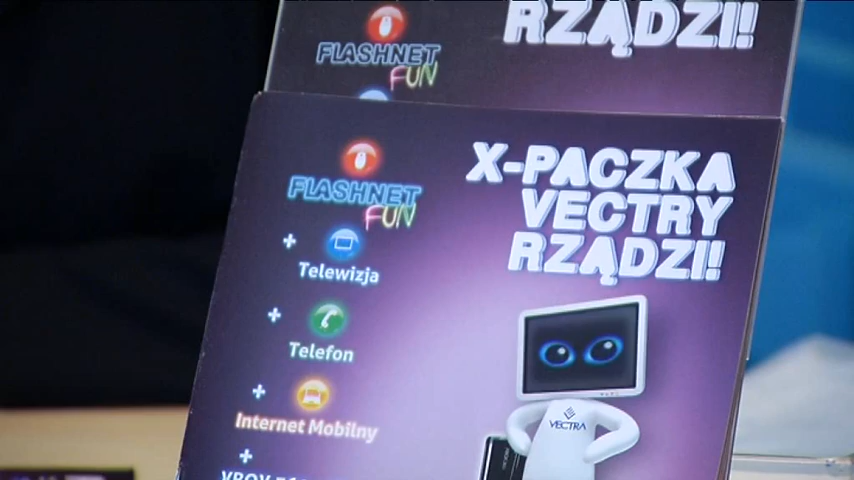 RZĄDZI!
FLASHNET
FUN
X-PACZKA
VECTRY
RZĄDZI!
FLASHNET
FUN
+
Telewizja
+
Telefon
+
Internet Mobilny
+
VECTRA